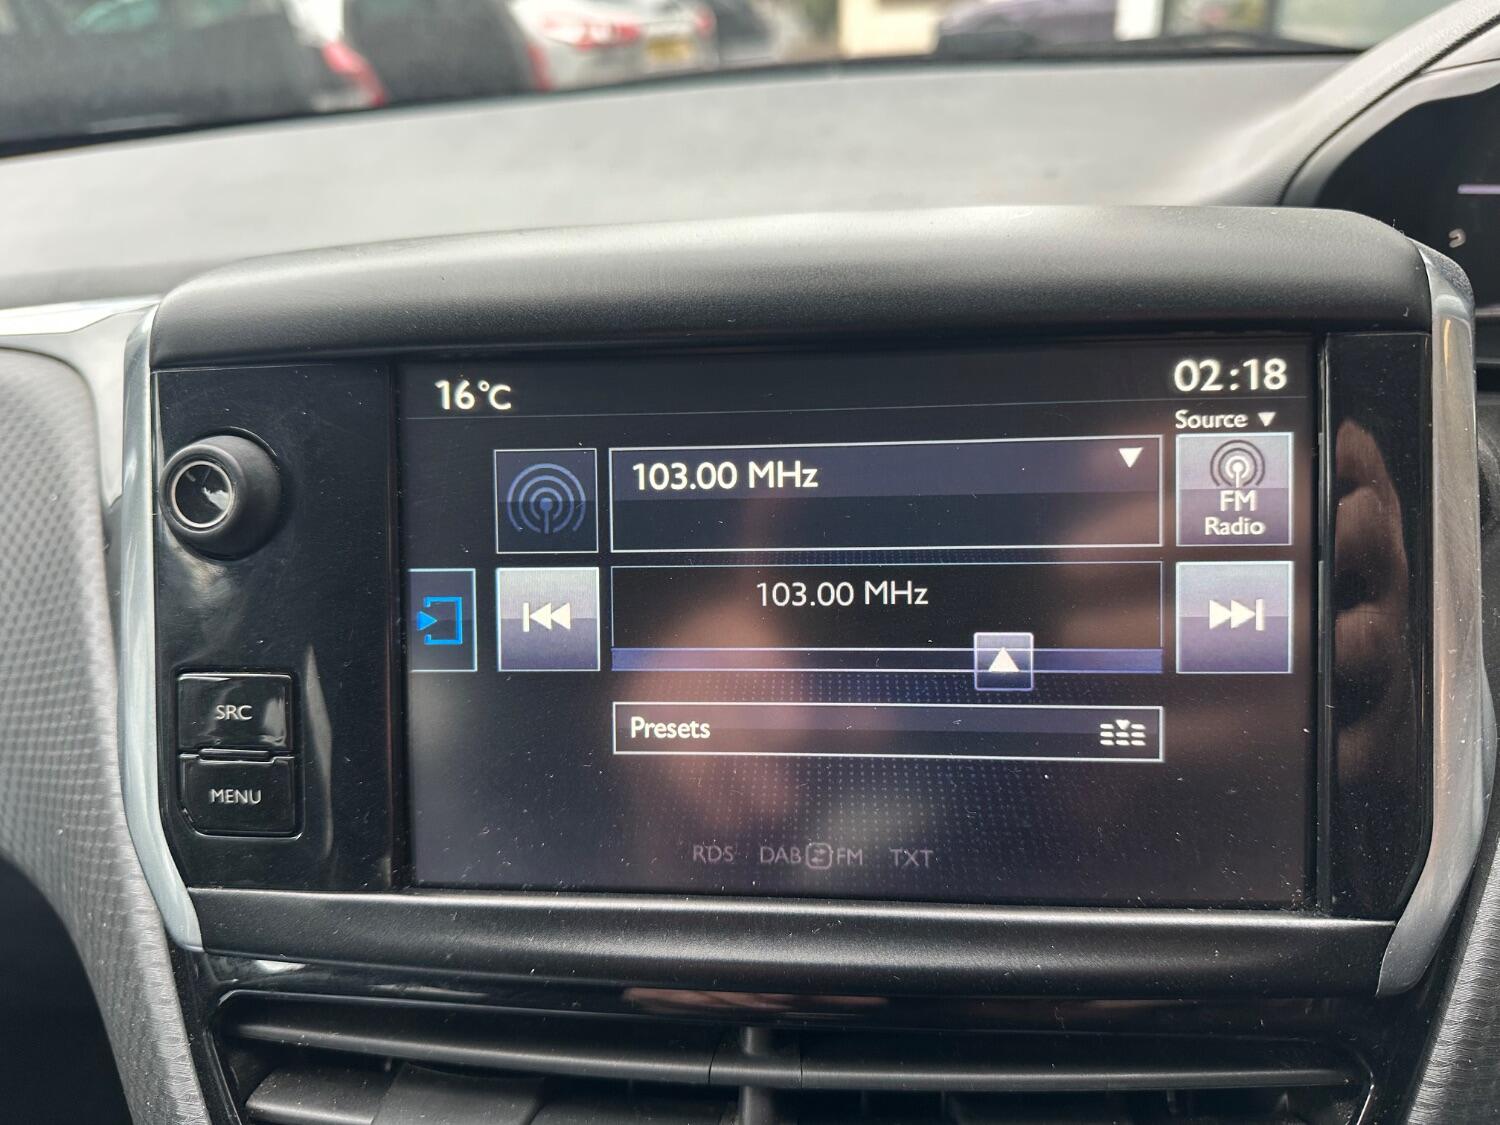 16°C
02:18
Source
103.00 MHz
FM
Radio
103.00 MHz
SRC
Presets
MENU
RDS DAB FM TXT